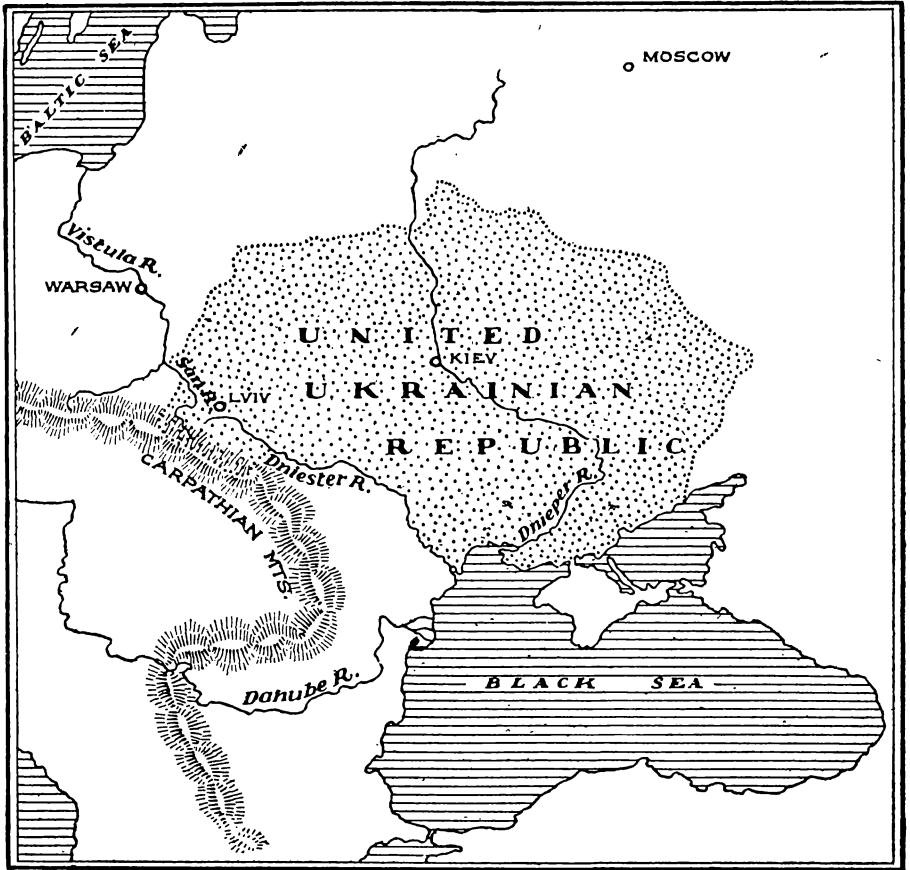 MOSCOW
BALTIC SEA
Vistula R.
WARSAW
UNITED
KIEV
San R.
LVIV
UKRAINIAN
REPUBLIC
Dniester R.
CARPATHIAN MTS.
Dnieper R.
Danube R.
BLACK SEA